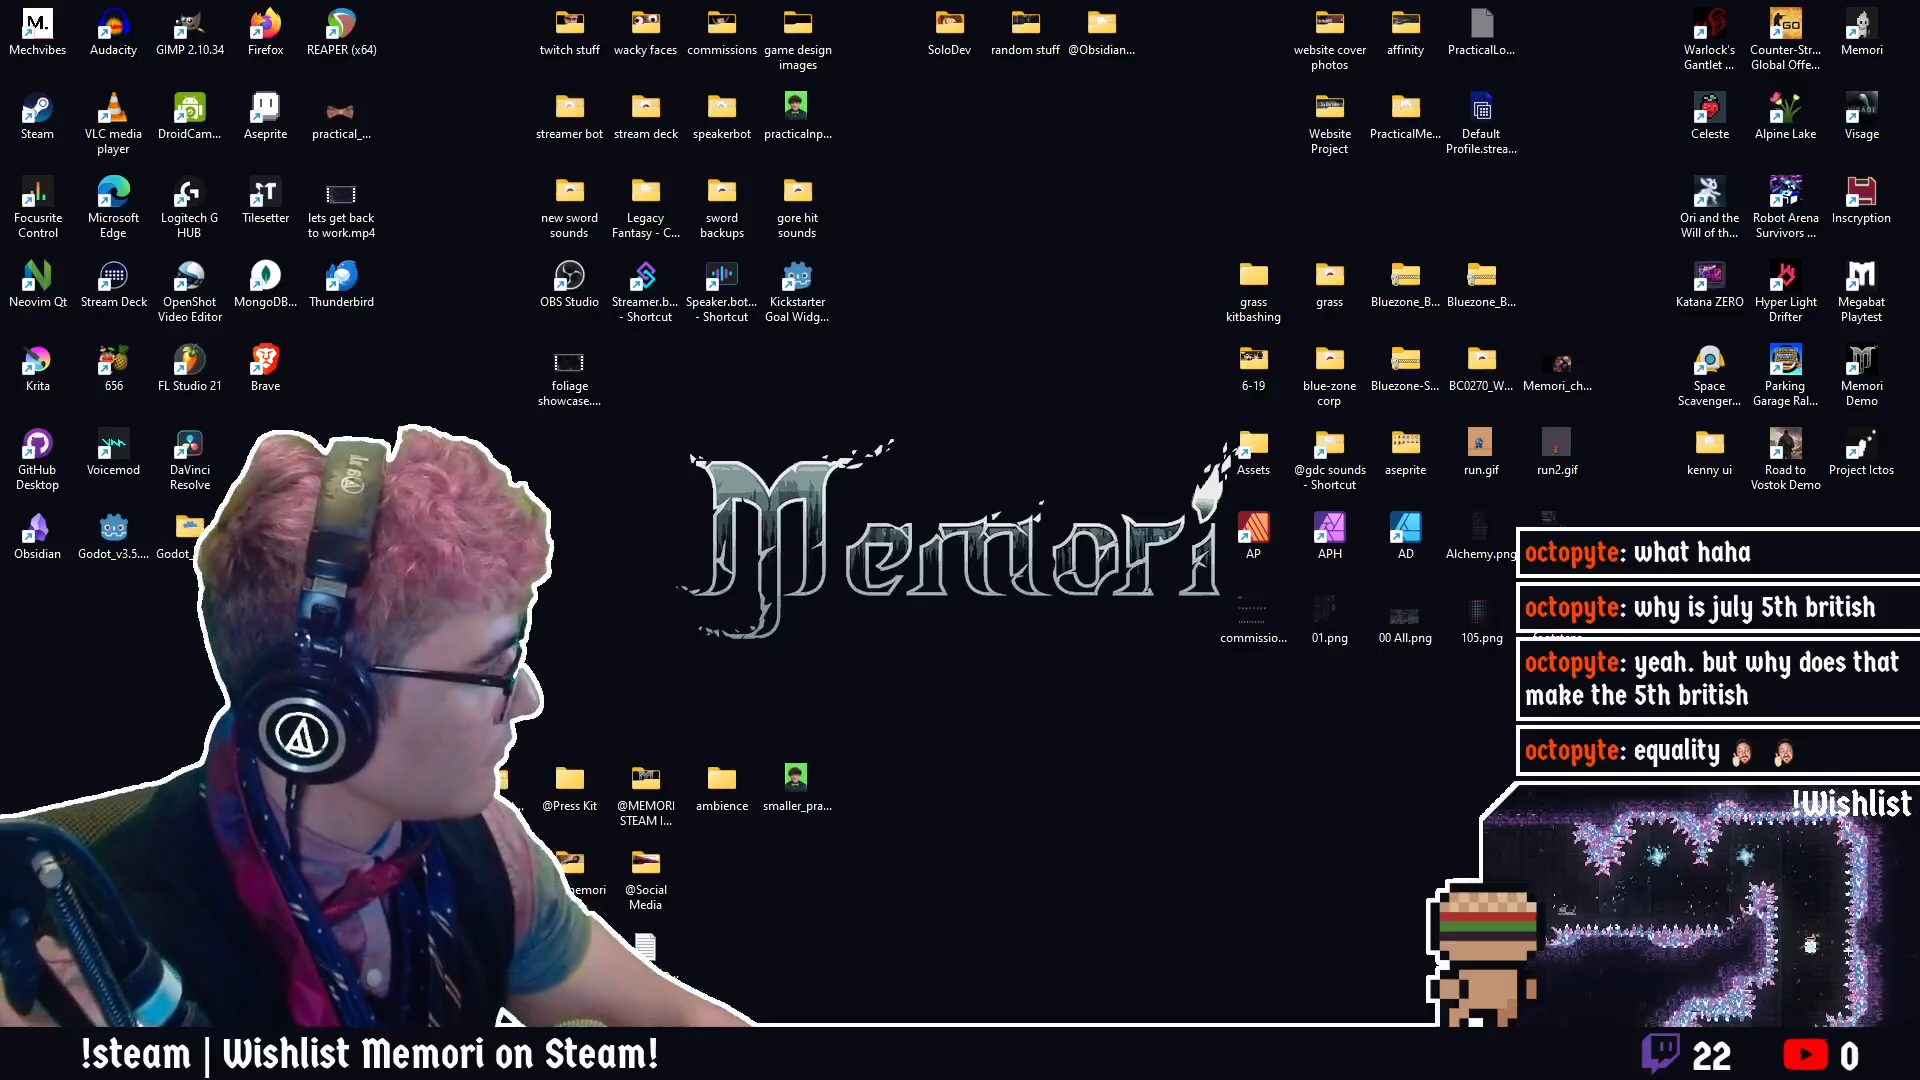 Mechvibes
Audacity
GIMP 2.10.34
Firefox
REAPER (x64)
twitch stuff
wacky faces
commissions
game design
images
SoloDev
random stuff
@Obsidian...
website cover
photos
affinity
PracticalLo...
Warlock's
Gantlet ...
Counter-Str...
Global Offe...
Memori
Steam
VLC media
player
DroidCam...
Aseprite
practical_...
streamer bot
stream deck
speakerbot
practicalnp...
Website
Project
PracticalMe...
Default
Profile.strea...
Celeste
Alpine Lake
Visage
Focusrite
Control
Microsoft
Edge
Logitech G
HUB
Tilesetter
lets get back
to work.mp4
new sword
sounds
Legacy
Fantasy - C...
sword
backups
gore hit
sounds
Ori and the
Will of th...
Robot Arena
Survivors ...
Inscryption
Neovim Qt
Stream Deck
OpenShot
Video Editor
MongoDB...
Thunderbird
OBS Studio
Streamer.b...
- Shortcut
Speaker.bot...
- Shortcut
Kickstarter
Goal Widg...
grass
kitbashing
grass
Bluezone_B...
Bluezone_B...
Katana ZERO
Hyper Light
Drifter
Megabat
Playtest
Krita
656
FL Studio 21
Brave
foliage
showcase....
6-19
blue-zone
corp
Bluezone-S...
BC0270_W...
Memori_ch...
Space
Scavenger...
Parking
Garage Ral...
Memori
Demo
GitHub
Desktop
Voicemod
DaVinci
Resolve
Assets
@gdc sounds
- Shortcut
aseprite
run.gif
run2.gif
kenny ui
Road to
Vostok Demo
Project Ictos
Obsidian
Godot_v3.5....
Godot_
Memori
AP
APH
AD
Alchemy.png
commissio...
01.png
00 All.png
105.png
octopyte: what haha
octopyte: why is july 5th british
octopyte: yeah. but why does that
make the 5th british
octopyte: equality
@Press Kit
@MEMORI
STEAM I...
ambience
smaller_pra...
!Wishlist
@Social
Media
!steam | Wishlist Memori on Steam!
22
0